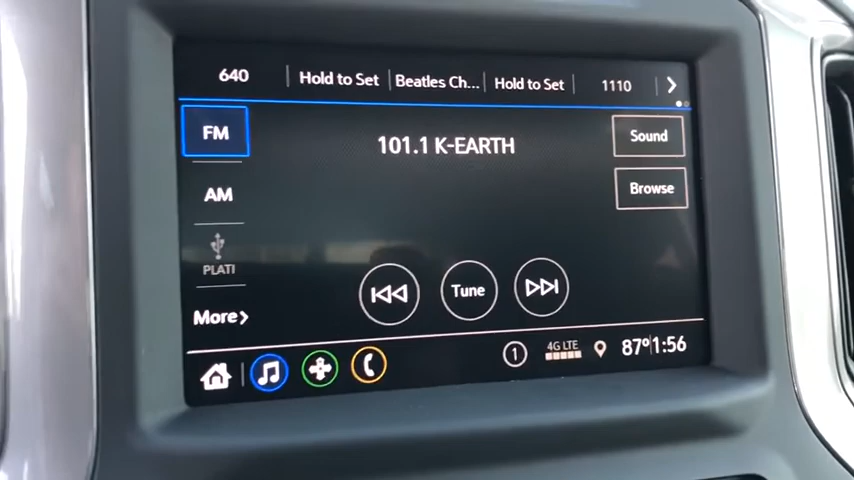 640 Hold to Set Beatles Ch... Hold to Set 1110
FM
101.1 K-EARTH
Sound
AM
Browse
PLATI
Tune
More
1 4G LTE 87° 1:56